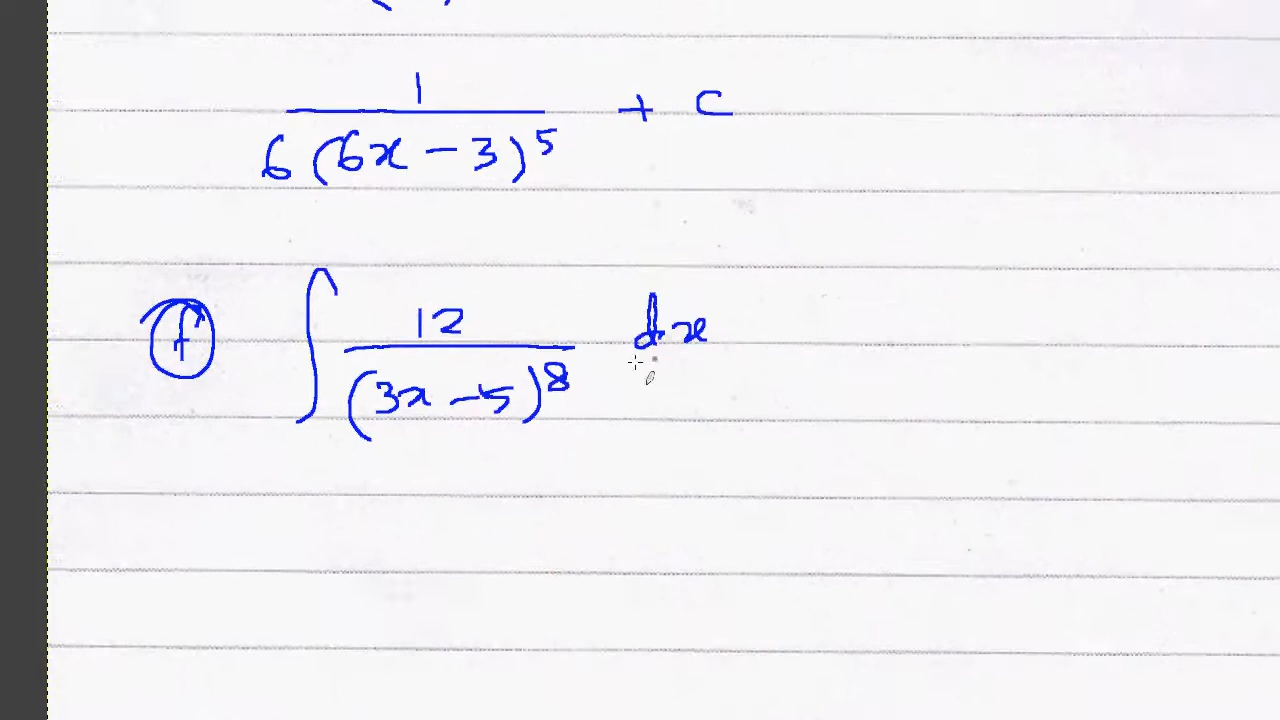 1/(6(6x - 3)^5) + C
(f) ∫ 12/(3x - 5)^8 dx